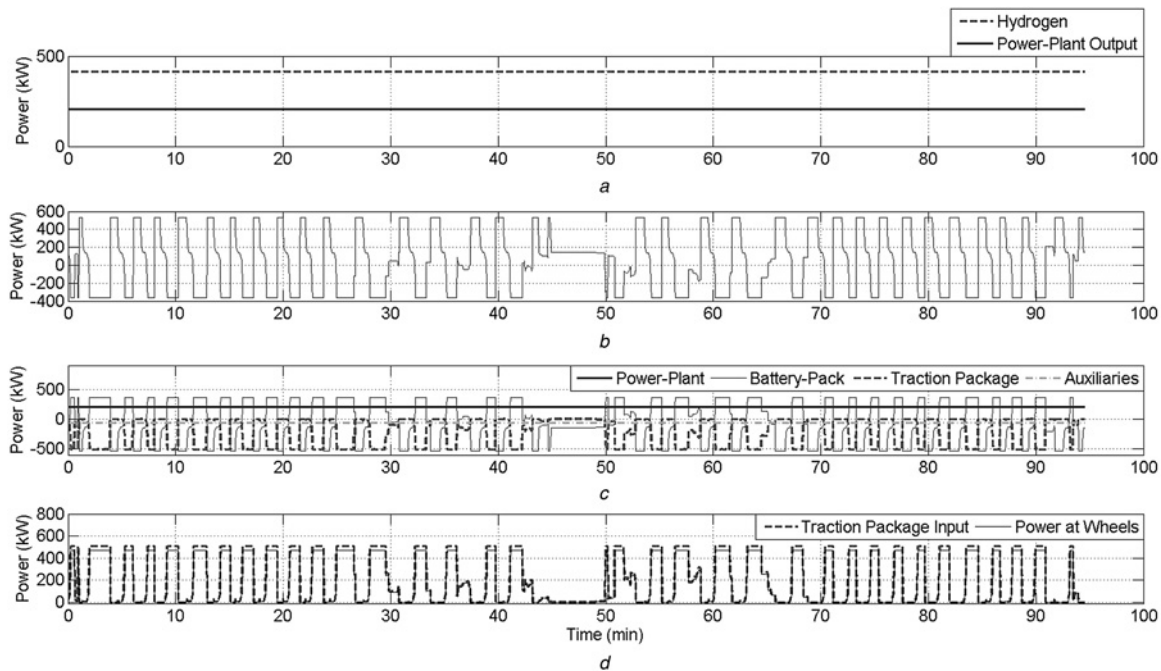 Hydrogen
Power-Plant Output
Power (kW)
500
0
0 10 20 30 40 50 60 70 80 90 100
a
Power (kW)
600
400
200
0
-200
-400
0 10 20 30 40 50 60 70 80 90 100
b
Power-Plant Battery-Pack Traction Package Auxiliaries
Power (kW)
500
0
-500
0 10 20 30 40 50 60 70 80 90 100
c
Traction Package Input Power at Wheels
Power (kW)
800
600
400
200
0
0 10 20 30 40 50 60 70 80 90 100
Time (min)
d